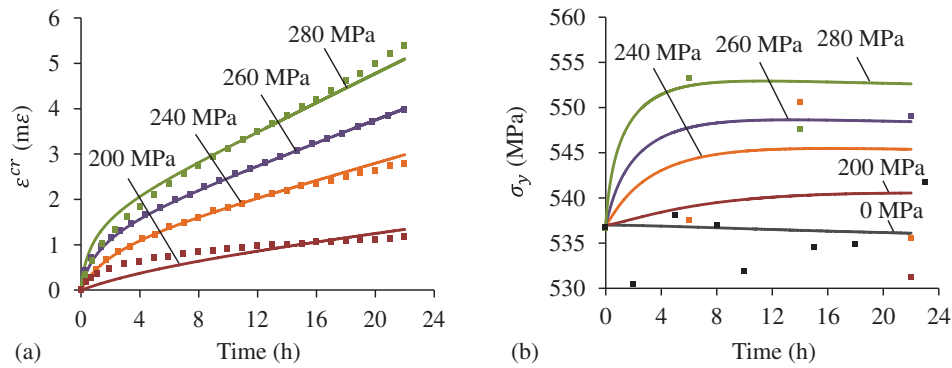 6
5
4
3
2
1
0
0 4 8 12 16 20 24
εᶜʳ (mε)
Time (h)
280 MPa
260 MPa
240 MPa
200 MPa
(a)
560
555
550
545
540
535
530
0 4 8 12 16 20 24
σy (MPa)
Time (h)
240 MPa
260 MPa
280 MPa
200 MPa
0 MPa
(b)